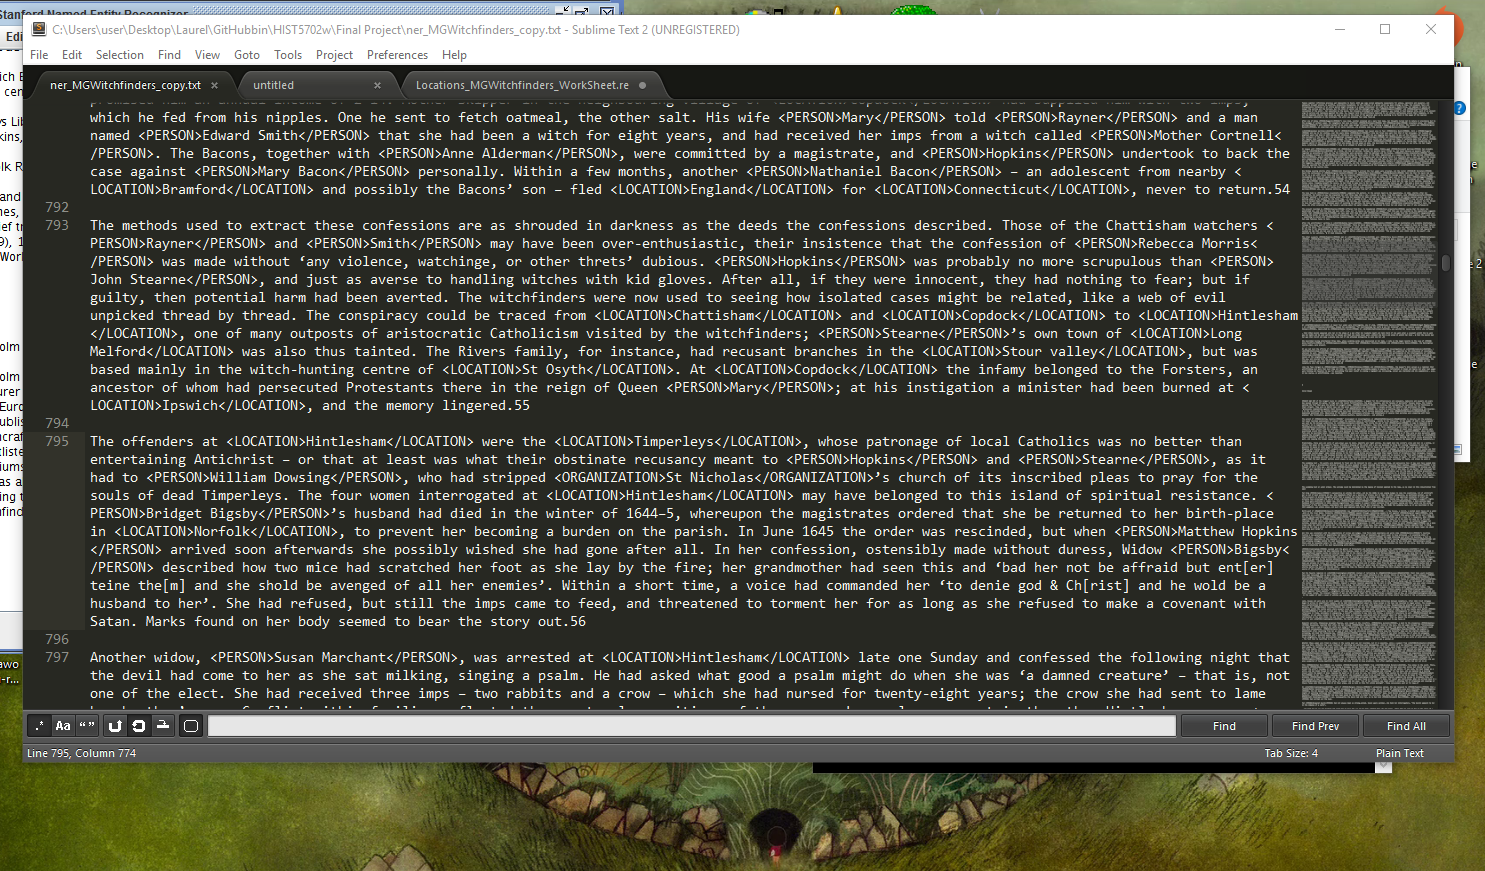 Stanford Named Entity Recognizer
C:\Users\user\Desktop\Laurel\GitHubbin\HIST5702w\Final Project\ner_MGWitchfinders_copy.txt - Sublime Text 2 (UNREGISTERED)
File Edit Selection Find View Goto Tools Project Preferences Help
ner_MGWitchfinders_copy.txt × untitled × Locations_MGWitchfinders_WorkSheet.re
which he fed from his nipples. One he sent to fetch oatmeal, the other salt. His wife <PERSON>Mary</PERSON> told <PERSON>Rayner</PERSON> and a man
named <PERSON>Edward Smith</PERSON> that she had been a witch for eight years, and had received her imps from a witch called <PERSON>Mother Cortnell<
/PERSON>. The Bacons, together with <PERSON>Anne Alderman</PERSON>, were committed by a magistrate, and <PERSON>Hopkins</PERSON> undertook to back the
case against <PERSON>Mary Bacon</PERSON> personally. Within a few months, another <PERSON>Nathaniel Bacon</PERSON> – an adolescent from nearby <
LOCATION>Bramford</LOCATION> and possibly the Bacons’ son – fled <LOCATION>England</LOCATION> for <LOCATION>Connecticut</LOCATION>, never to return.54
792
793 The methods used to extract these confessions are as shrouded in darkness as the deeds the confessions described. Those of the Chattisham watchers <
PERSON>Rayner</PERSON> and <PERSON>Smith</PERSON> may have been over-enthusiastic, their insistence that the confession of <PERSON>Rebecca Morris<
/PERSON> was made without ‘any violence, watchinge, or other threts’ dubious. <PERSON>Hopkins</PERSON> was probably no more scrupulous than <PERSON>
John Stearne</PERSON>, and just as averse to handling witches with kid gloves. After all, if they were innocent, they had nothing to fear; but if
guilty, then potential harm had been averted. The witchfinders were now used to seeing how isolated cases might be related, like a web of evil
unpicked thread by thread. The conspiracy could be traced from <LOCATION>Chattisham</LOCATION> and <LOCATION>Copdock</LOCATION> to <LOCATION>Hintlesham
</LOCATION>, one of many outposts of aristocratic Catholicism visited by the witchfinders; <PERSON>Stearne</PERSON>’s own town of <LOCATION>Long
Melford</LOCATION> was also thus tainted. The Rivers family, for instance, had recusant branches in the <LOCATION>Stour valley</LOCATION>, but was
based mainly in the witch-hunting centre of <LOCATION>St Osyth</LOCATION>. At <LOCATION>Copdock</LOCATION> the infamy belonged to the Forsters, an
ancestor of whom had persecuted Protestants there in the reign of Queen <PERSON>Mary</PERSON>; at his instigation a minister had been burned at <
LOCATION>Ipswich</LOCATION>, and the memory lingered.55
794
795 The offenders at <LOCATION>Hintlesham</LOCATION> were the <LOCATION>Timperleys</LOCATION>, whose patronage of local Catholics was no better than
entertaining Antichrist – or that at least was what their obstinate recusancy meant to <PERSON>Hopkins</PERSON> and <PERSON>Stearne</PERSON>, as it
had to <PERSON>William Dowsing</PERSON>, who had stripped <ORGANIZATION>St Nicholas</ORGANIZATION>’s church of its inscribed pleas to pray for the
souls of dead Timperleys. The four women interrogated at <LOCATION>Hintlesham</LOCATION> may have belonged to this island of spiritual resistance. <
PERSON>Bridget Bigsby</PERSON>’s husband had died in the winter of 1644–5, whereupon the magistrates ordered that she be returned to her birth-place
in <LOCATION>Norfolk</LOCATION>, to prevent her becoming a burden on the parish. In June 1645 the order was rescinded, but when <PERSON>Matthew Hopkins
</PERSON> arrived soon afterwards she possibly wished she had gone after all. In her confession, ostensibly made without duress, Widow <PERSON>Bigsby<
/PERSON> described how two mice had scratched her foot as she lay by the fire; her grandmother had seen this and ‘bad her not be affraid but ent[er]
teine the[m] and she shold be avenged of all her enemies’. Within a short time, a voice had commanded her ‘to denie god & Ch[rist] and he wold be a
husband to her’. She had refused, but still the imps came to feed, and threatened to torment her for as long as she refused to make a covenant with
Satan. Marks found on her body seemed to bear the story out.56
796
797 Another widow, <PERSON>Susan Marchant</PERSON>, was arrested at <LOCATION>Hintlesham</LOCATION> late one Sunday and confessed the following night that
the devil had come to her as she sat milking, singing a psalm. He had asked what good a psalm might do when she was ‘a damned creature’ – that is, not
one of the elect. She had received three imps – two rabbits and a crow – which she had nursed for twenty-eight years; the crow she had sent to lame
.* Aa “ ” Find Find Prev Find All
Line 795, Column 774 Tab Size: 4 Plain Text